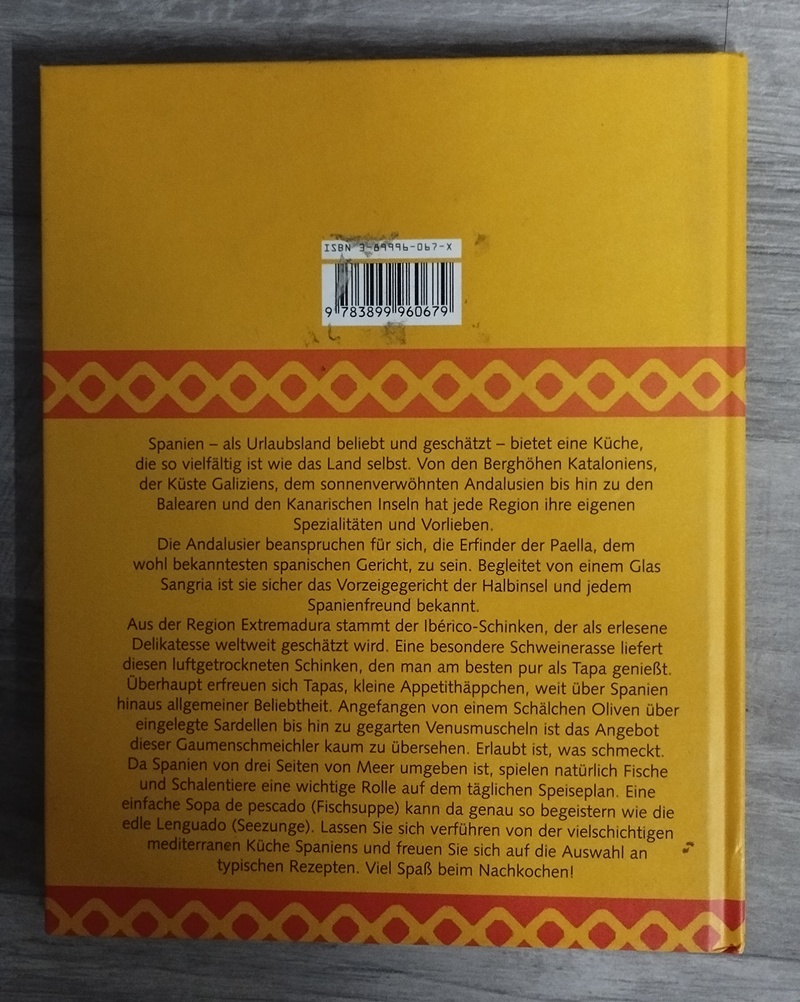 ISBN 3-89996-067-X
9 783899 960679
Spanien – als Urlaubsland beliebt und geschätzt – bietet eine Küche,
die so vielfältig ist wie das Land selbst. Von den Berghöhen Kataloniens,
der Küste Galiziens, dem sonnenverwöhnten Andalusien bis hin zu den
Balearen und den Kanarischen Inseln hat jede Region ihre eigenen
Spezialitäten und Vorlieben.
Die Andalusier beanspruchen für sich, die Erfinder der Paella, dem
wohl bekanntesten spanischen Gericht, zu sein. Begleitet von einem Glas
Sangria ist sie sicher das Vorzeigegericht der Halbinsel und jedem
Spanienfreund bekannt.
Aus der Region Extremadura stammt der Ibérico-Schinken, der als erlesene
Delikatesse weltweit geschätzt wird. Eine besondere Schweinerasse liefert
diesen luftgetrockneten Schinken, den man am besten pur als Tapa genießt.
Überhaupt erfreuen sich Tapas, kleine Appetithäppchen, weit über Spanien
hinaus allgemeiner Beliebtheit. Angefangen von einem Schälchen Oliven über
eingelegte Sardellen bis hin zu gegarten Venusmuscheln ist das Angebot
dieser Gaumenschmeichler kaum zu übersehen. Erlaubt ist, was schmeckt.
Da Spanien von drei Seiten von Meer umgeben ist, spielen natürlich Fische
und Schalentiere eine wichtige Rolle auf dem täglichen Speiseplan. Eine
einfache Sopa de pescado (Fischsuppe) kann da genau so begeistern wie die
edle Lenguado (Seezunge). Lassen Sie sich verführen von der vielschichtigen
mediterranen Küche Spaniens und freuen Sie sich auf die Auswahl an
typischen Rezepten. Viel Spaß beim Nachkochen!